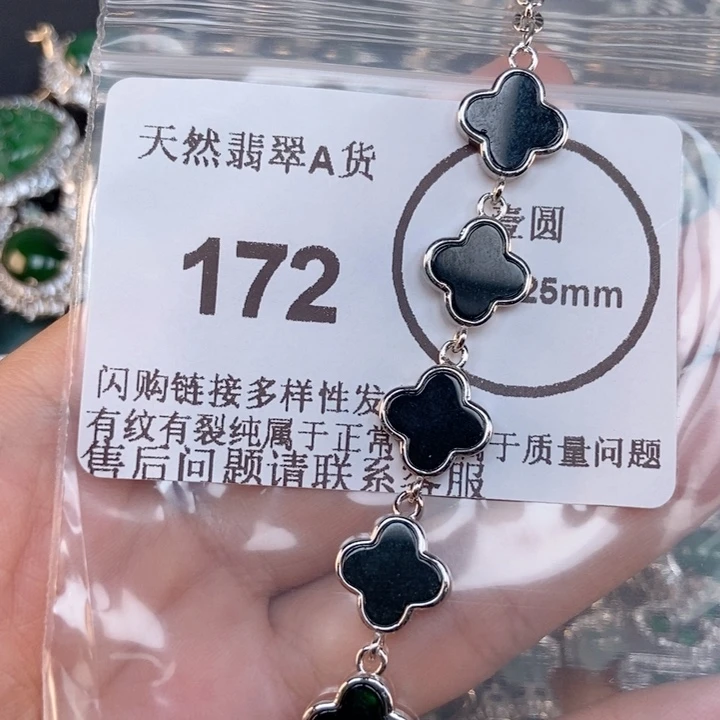 天然翡翠A货
172
壹圆
25mm
闪购链接多样性发
有纹有裂纯属于正常 于质量问题
售后问题请联系客服